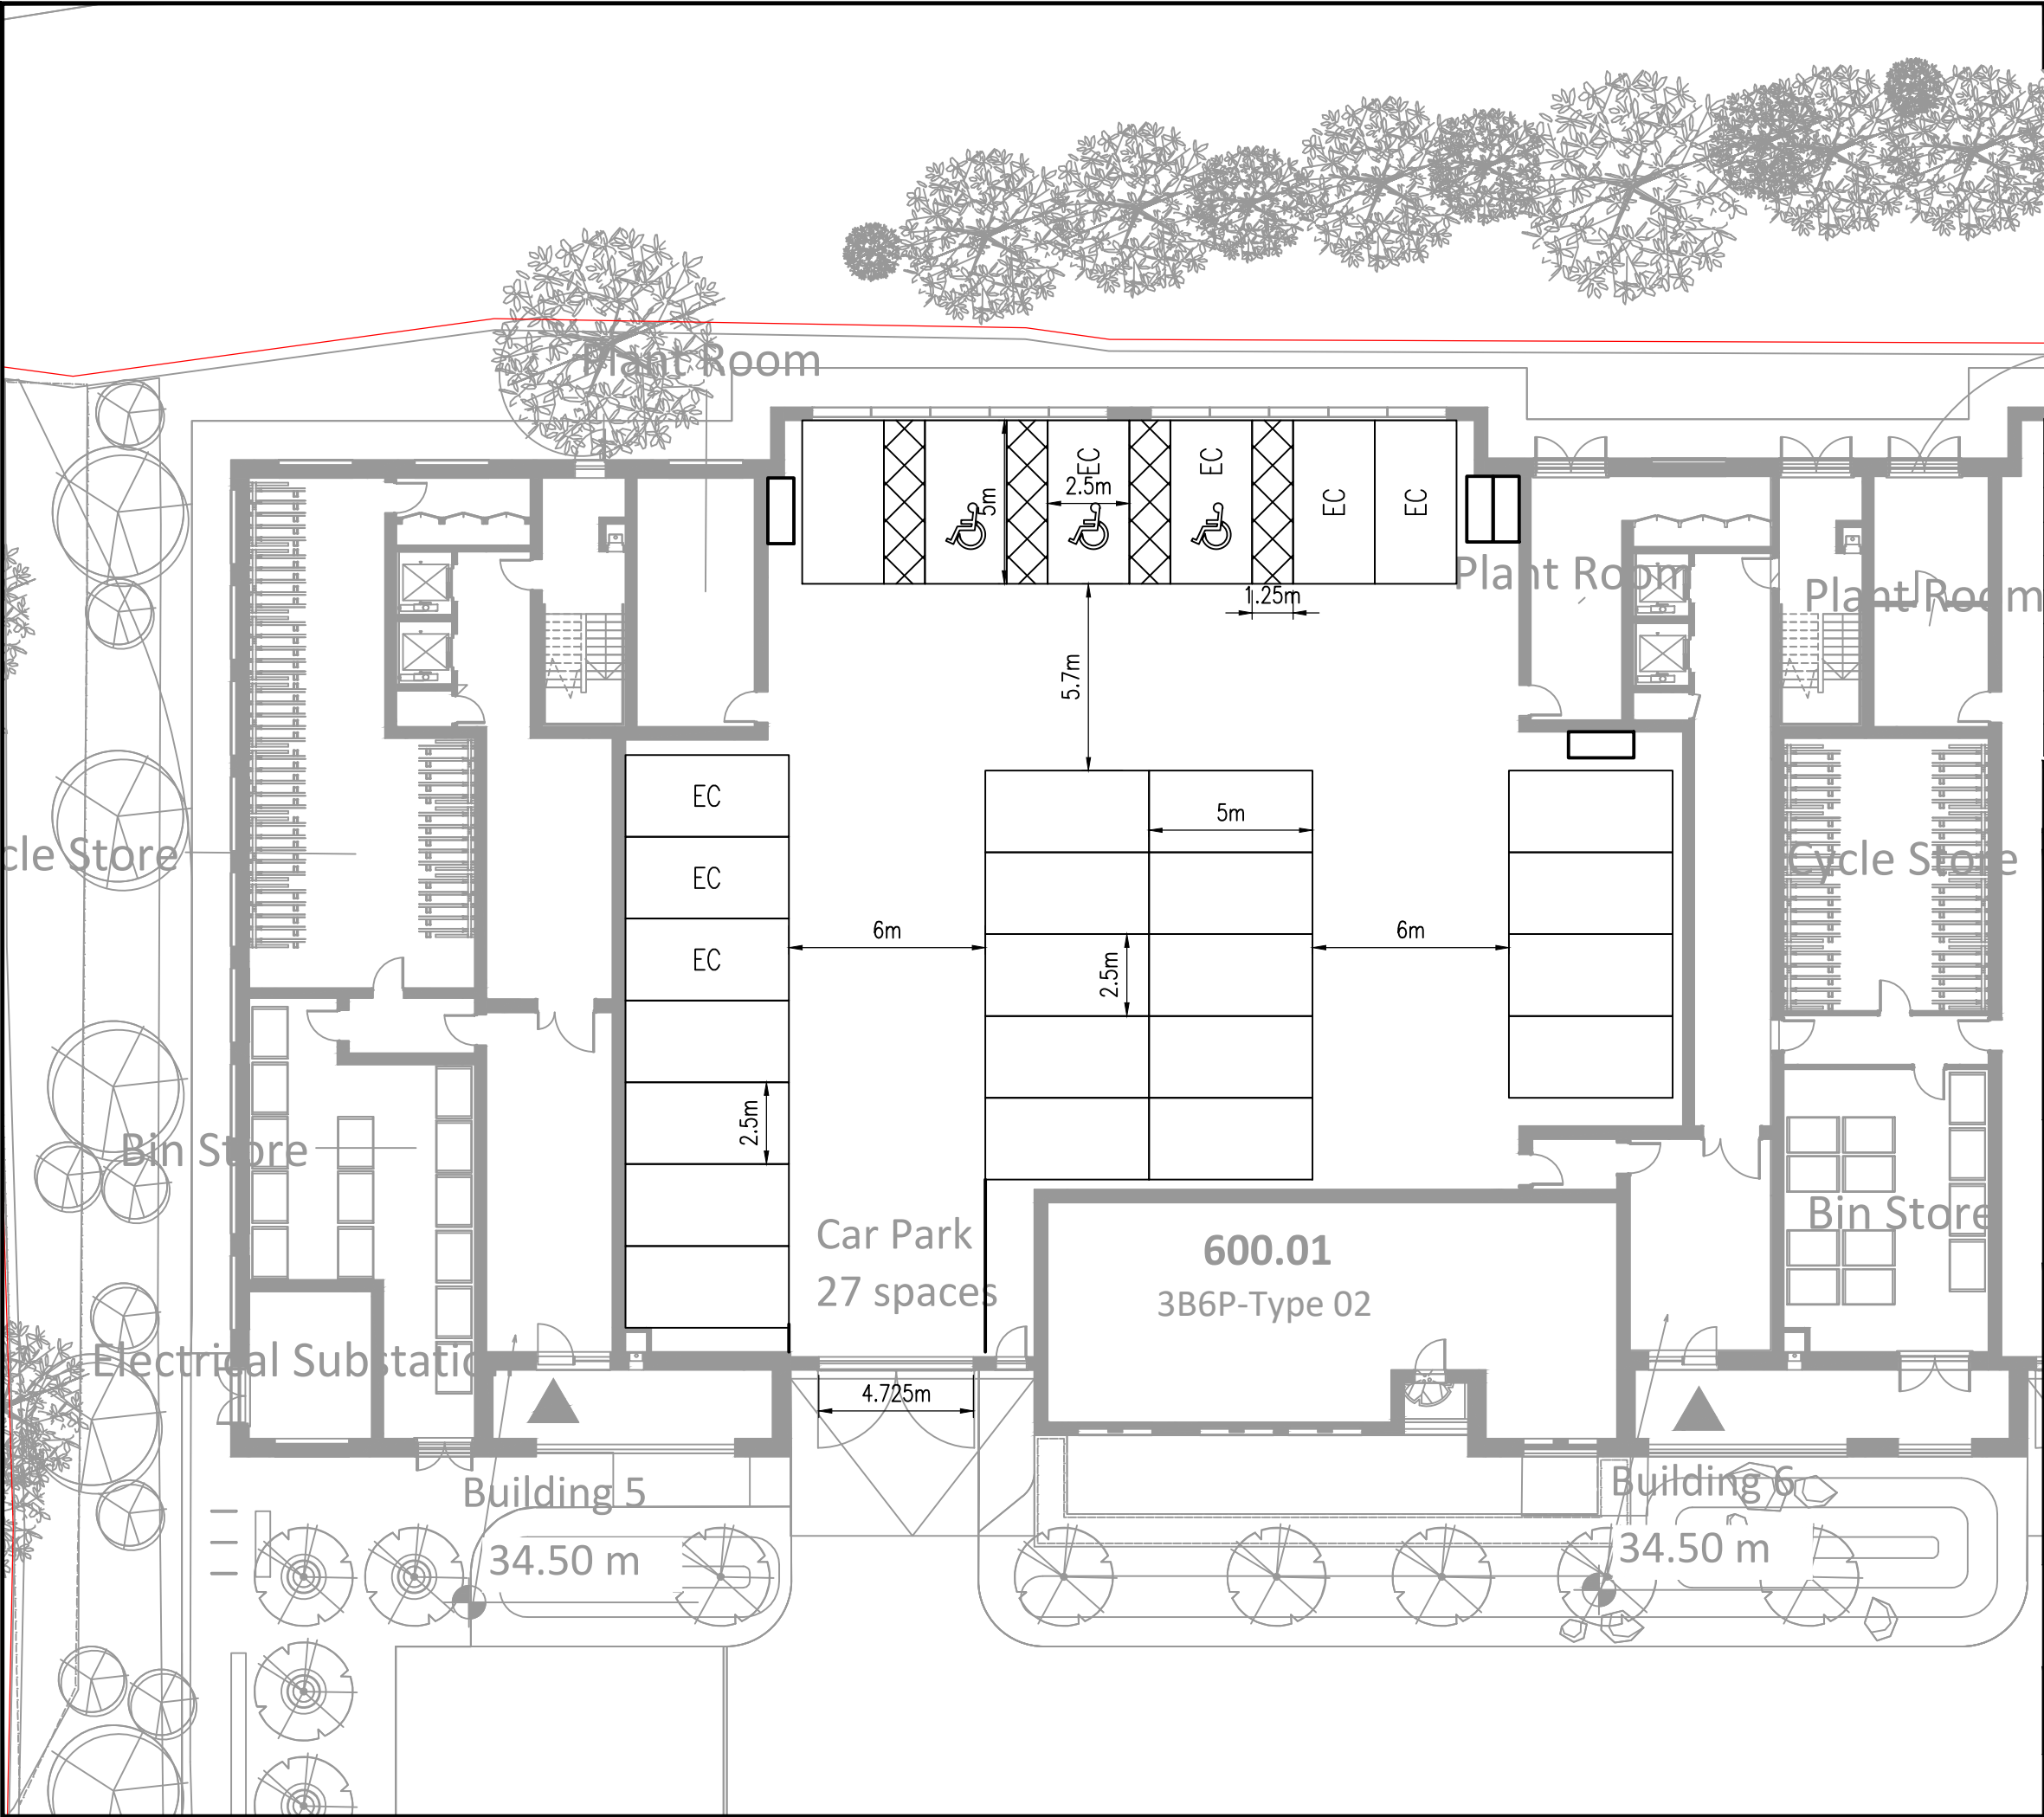 Plant Room
EC
EC
5m
2.5m
EC
EC
Plant Room
Plant Room
1.25m
5.7m
EC
5m
cle Store
EC
Cycle Store
6m
6m
EC
2.5m
2.5m
Bin Store
Bin Store
Car Park
27 spaces
600.01
3B6P-Type 02
Electrical Substation
4.725m
Building 5
Building 6
34.50 m
34.50 m